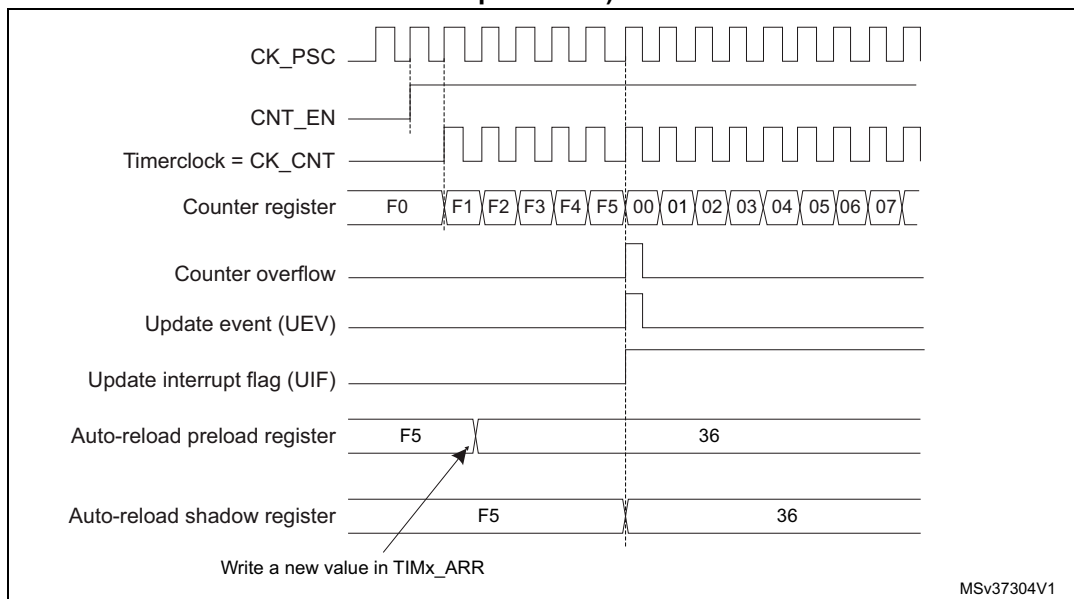 CK_PSC
CNT_EN
Timerclock = CK_CNT
Counter register F0 F1 F2 F3 F4 F5 00 01 02 03 04 05 06 07
Counter overflow
Update event (UEV)
Update interrupt flag (UIF)
Auto-reload preload register F5 36
Auto-reload shadow register F5 36
Write a new value in TIMx_ARR
MSv37304V1